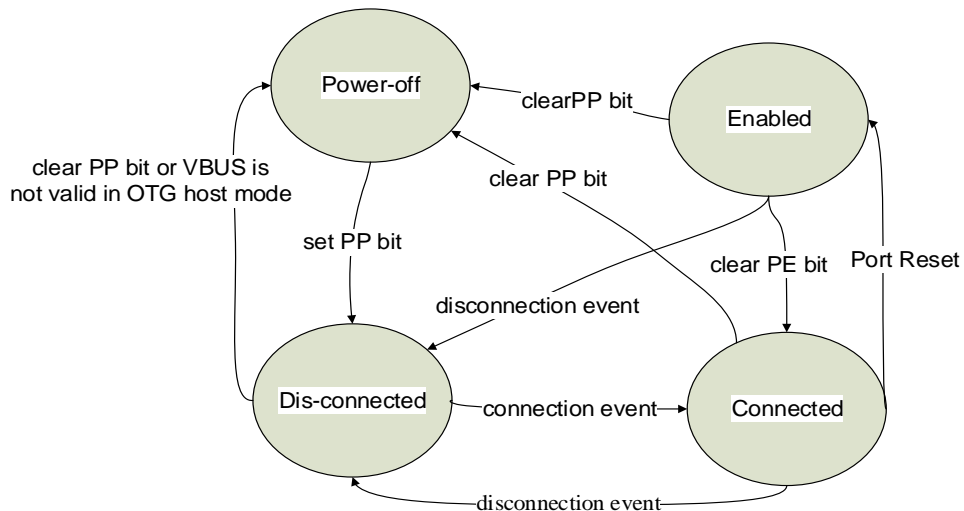 Power-off
clearPP bit
Enabled
clear PP bit or VBUS is
not valid in OTG host mode
clear PP bit
set PP bit
clear PE bit
Port Reset
disconnection event
Dis-connected
connection event
Connected
disconnection event